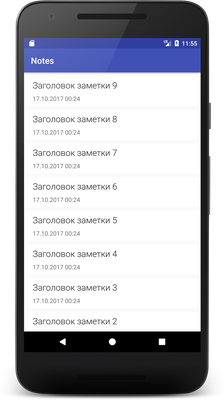 11:55
Notes
Заголовок заметки 9
17.10.2017 00:24
Заголовок заметки 8
17.10.2017 00:24
Заголовок заметки 7
17.10.2017 00:24
Заголовок заметки 6
17.10.2017 00:24
Заголовок заметки 5
17.10.2017 00:24
Заголовок заметки 4
17.10.2017 00:24
Заголовок заметки 3
17.10.2017 00:24
Заголовок заметки 2